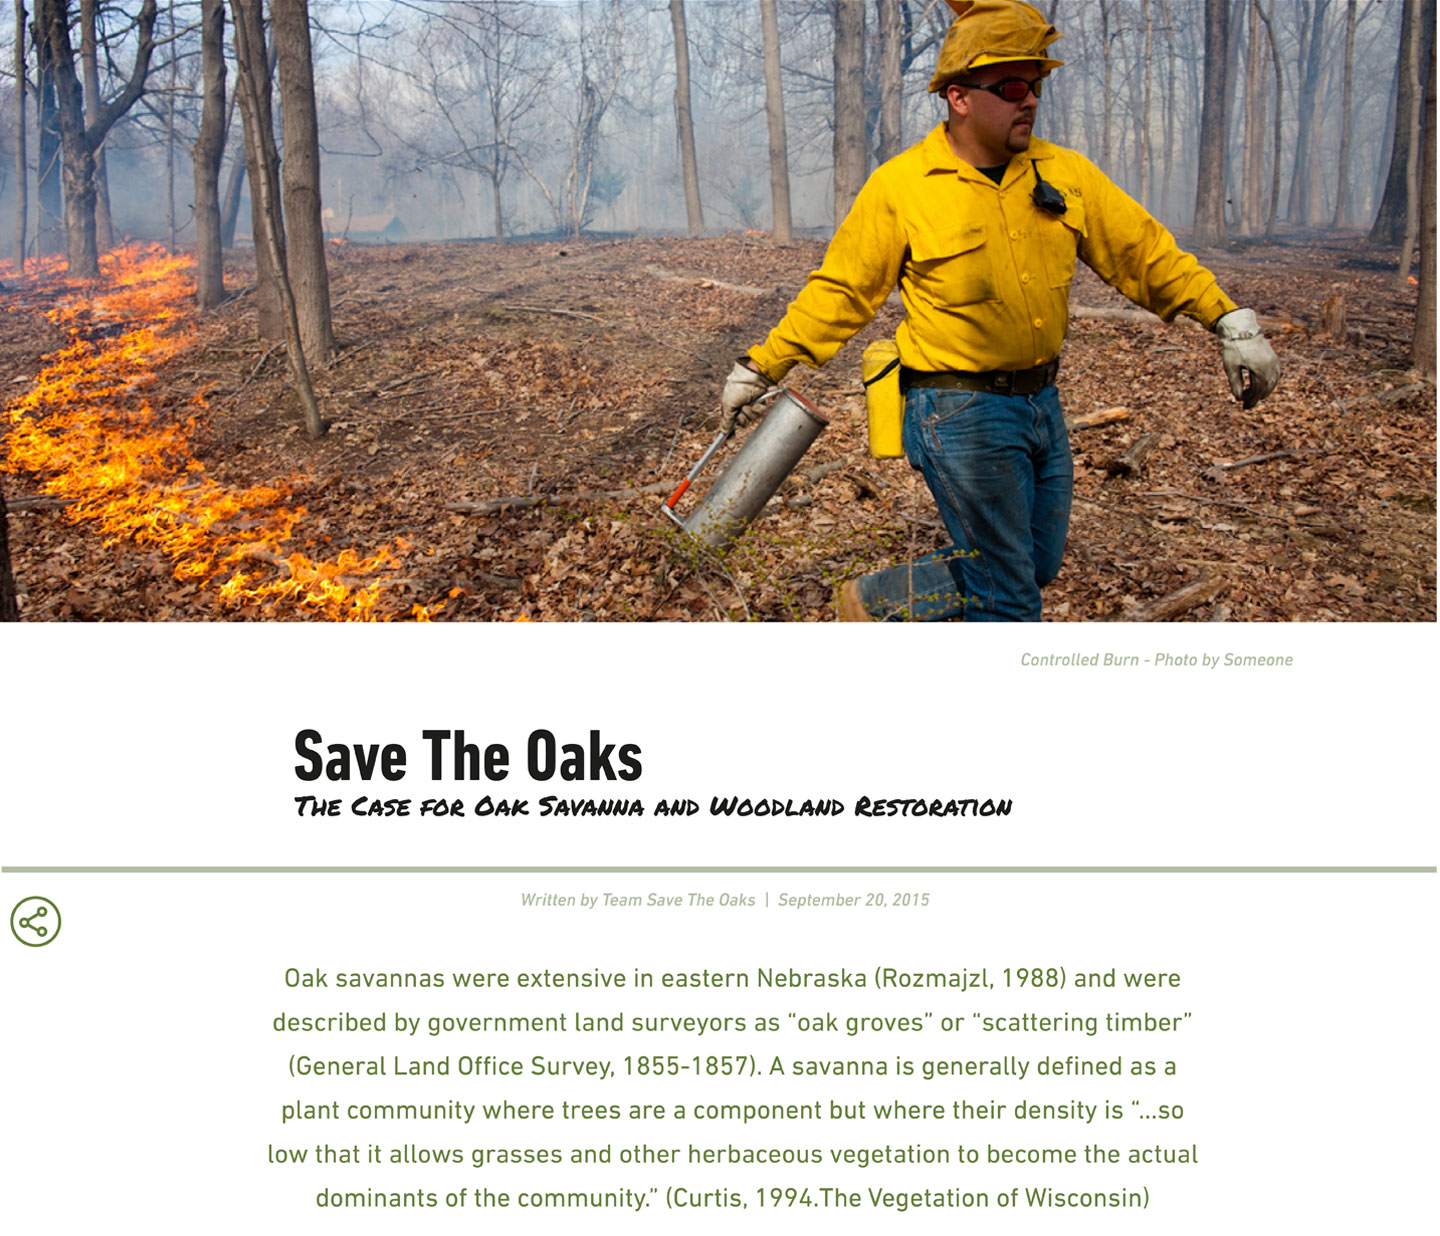 Controlled Burn - Photo by Someone
Save The Oaks
The Case for Oak Savanna and Woodland Restoration
Written by Team Save The Oaks | September 20, 2015
Oak savannas were extensive in eastern Nebraska (Rozmajzl, 1988) and were
described by government land surveyors as “oak groves” or “scattering timber”
(General Land Office Survey, 1855-1857). A savanna is generally defined as a
plant community where trees are a component but where their density is “...so
low that it allows grasses and other herbaceous vegetation to become the actual
dominants of the community.” (Curtis, 1994.The Vegetation of Wisconsin)